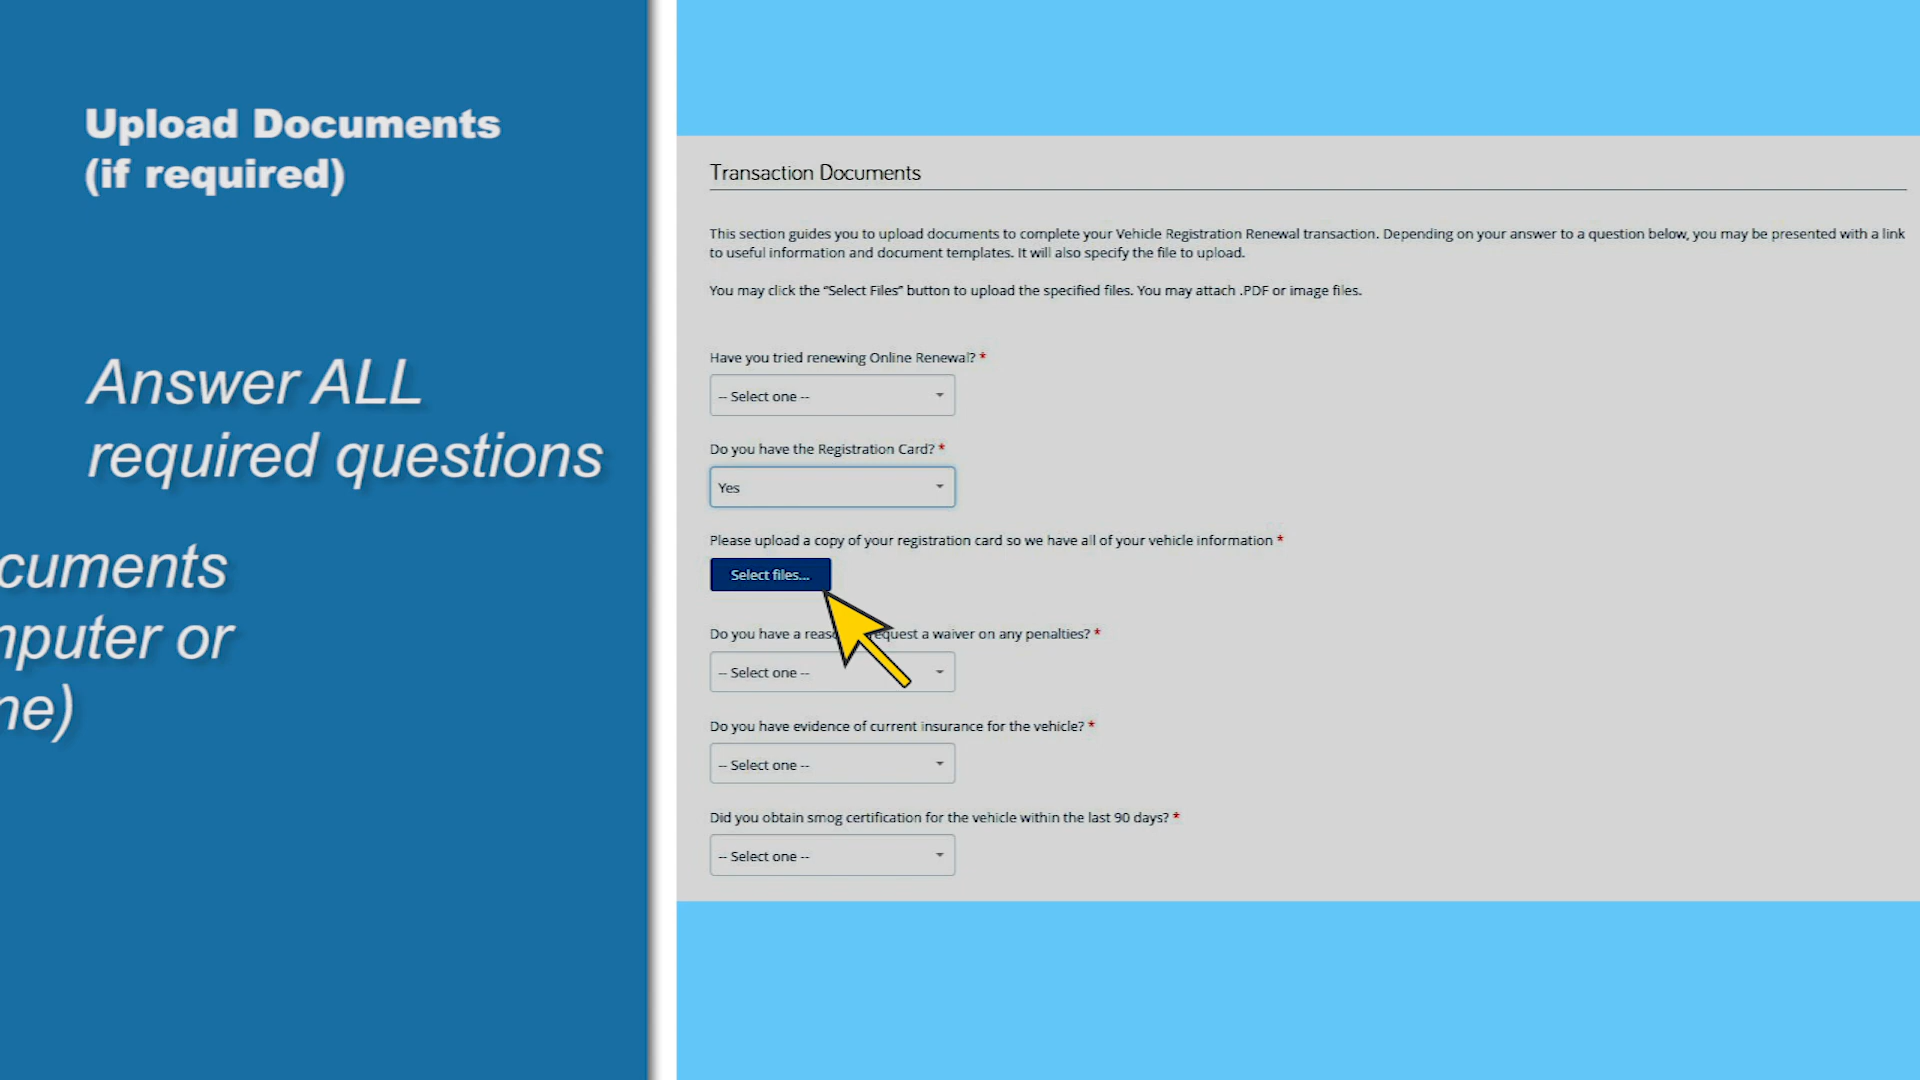 Upload Documents
(if required)
Answer ALL
required questions
cuments
puter or
e)
Transaction Documents
This section guides you to upload documents to complete your Vehicle Registration Renewal transaction. Depending on your answer to a question below, you may be presented with a link
to useful information and document templates. It will also specify the file to upload.
You may click the “Select Files” button to upload the specified files. You may attach .PDF or image files.
Have you tried renewing Online Renewal? *
-- Select one --
Do you have the Registration Card? *
Yes
Please upload a copy of your registration card so we have all of your vehicle information *
Select files...
Do you have a request a waiver on any penalties? *
-- Select one --
Do you have evidence of current insurance for the vehicle? *
-- Select one --
Did you obtain smog certification for the vehicle within the last 90 days? *
-- Select one --